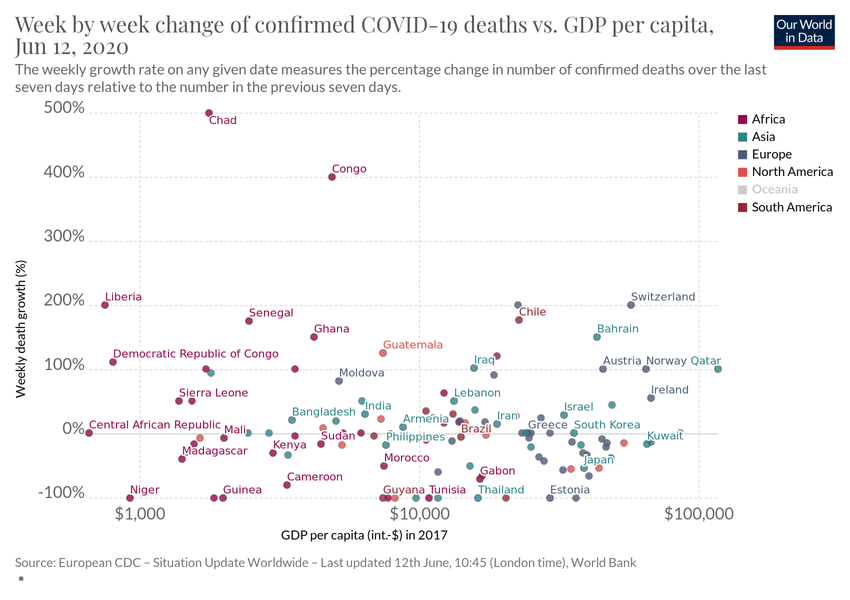 Week by week change of confirmed COVID-19 deaths vs. GDP per capita,
Jun 12, 2020
Our World
in Data
The weekly growth rate on any given date measures the percentage change in number of confirmed deaths over the last
seven days relative to the number in the previous seven days.
500%
Chad
Africa
Asia
Europe
North America
Oceania
South America
400%
Congo
300%
200%
Liberia
Switzerland
Senegal
Chile
Ghana
Bahrain
Guatemala
Democratic Republic of Congo
100%
Iraq
Austria
Norway
Qatar
Moldova
Sierra Leone
Lebanon
Ireland
Bangladesh
India
Armenia
Iran
Israel
0%
Central African Republic
Mali
Sudan
Philippines
Brazil
Greece
South Korea
Kuwait
Madagascar
Kenya
Morocco
Japan
Gabon
Cameroon
-100%
Niger
Guinea
Guyana
Tunisia
Thailand
Estonia
$1,000
$10,000
$100,000
Weekly death growth (%)
GDP per capita (int.-$) in 2017
Source: European CDC – Situation Update Worldwide – Last updated 12th June, 10:45 (London time), World Bank